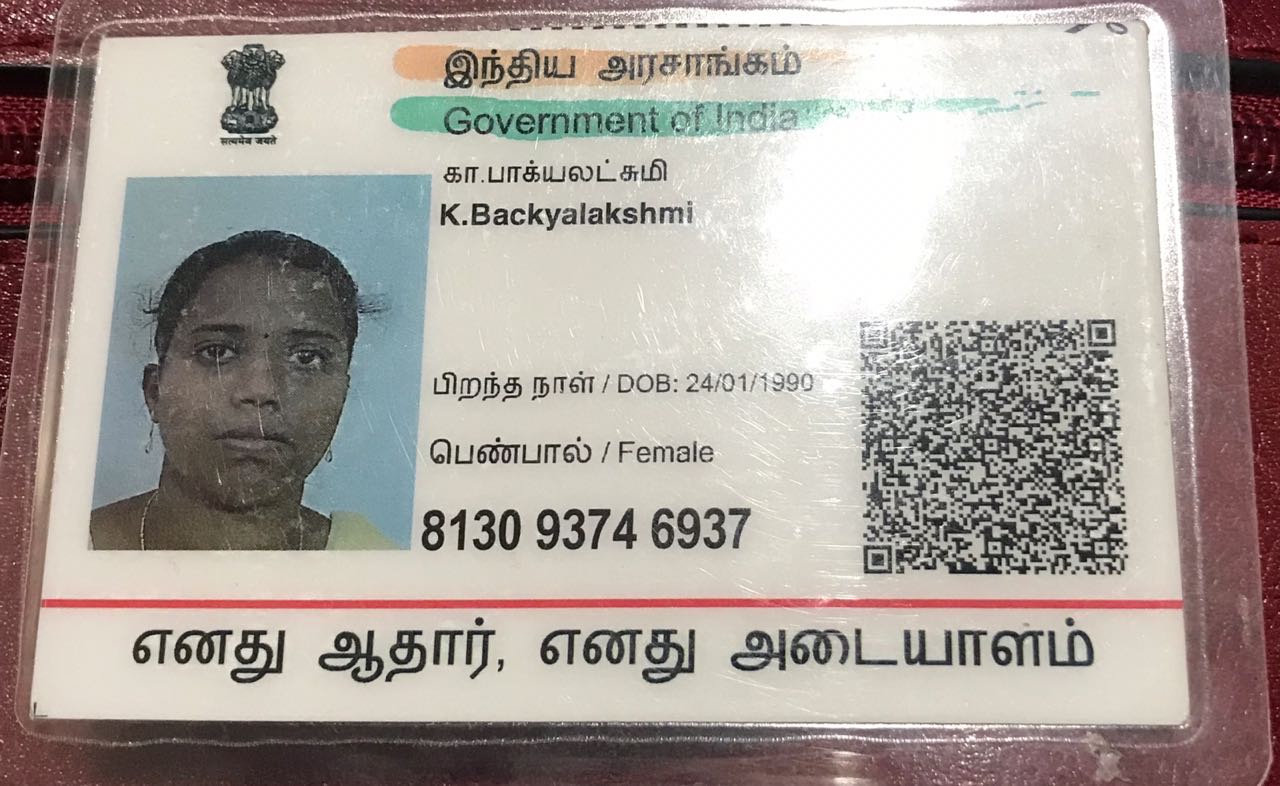 இந்திய அரசாங்கம்
Government of India
सत्यमेव जयते
கா.பாக்யலட்சுமி
K.Backyalakshmi
பிறந்த நாள் / DOB: 24/01/1990
பெண்பால் / Female
8130 9374 6937
எனது ஆதார், எனது அடையாளம்